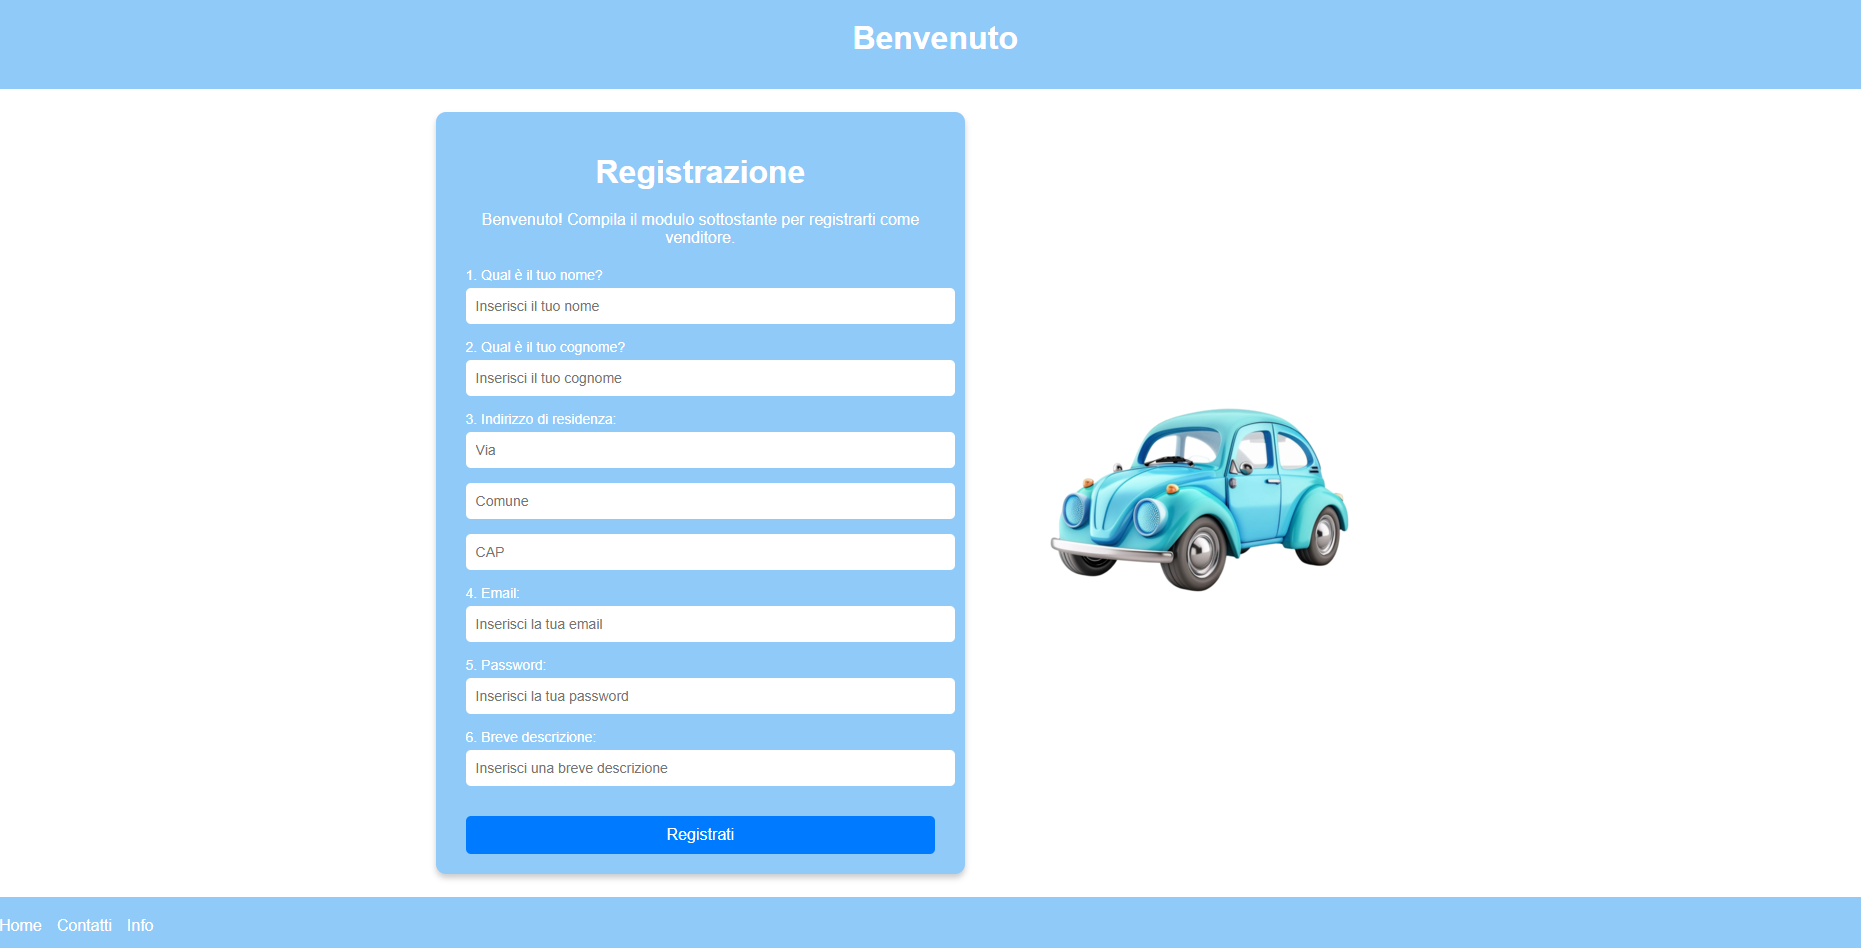 Benvenuto
Registrazione
Benvenuto! Compila il modulo sottostante per registrarti come
venditore.
1. Qual è il tuo nome?
Inserisci il tuo nome
2. Qual è il tuo cognome?
Inserisci il tuo cognome
3. Indirizzo di residenza:
Via
Comune
CAP
4. Email:
Inserisci la tua email
5. Password:
Inserisci la tua password
6. Breve descrizione:
Inserisci una breve descrizione
Registrati
Home Contatti Info